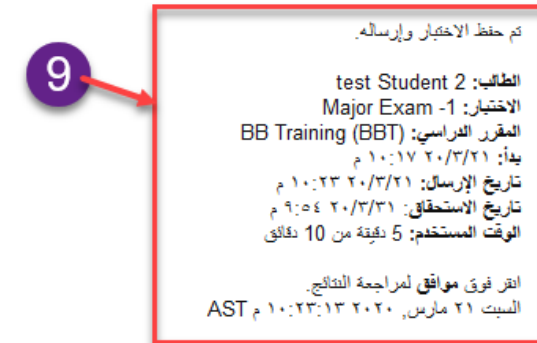 9
تم حفظ الاختبار وإرساله.
الطالب: test Student 2
الاختبار: Major Exam -1
المقرر الدراسي: BB Training (BBT)
بدأ: ٢٠/٣/٢١ ١٠:١٧ م
تاريخ الإرسال: ٢٠/٣/٢١ ١٠:٢٣ م
تاريخ الاستحقاق: ٢٠/٣/٣١ ٩:٥٤ م
الوقت المستخدم: 5 دقيقة من 10 دقائق
انقر فوق موافق لمراجعة النتائج.
السبت ٢١ مارس, ٢٠٢٠ ١٠:٢٣:١٣ م AST